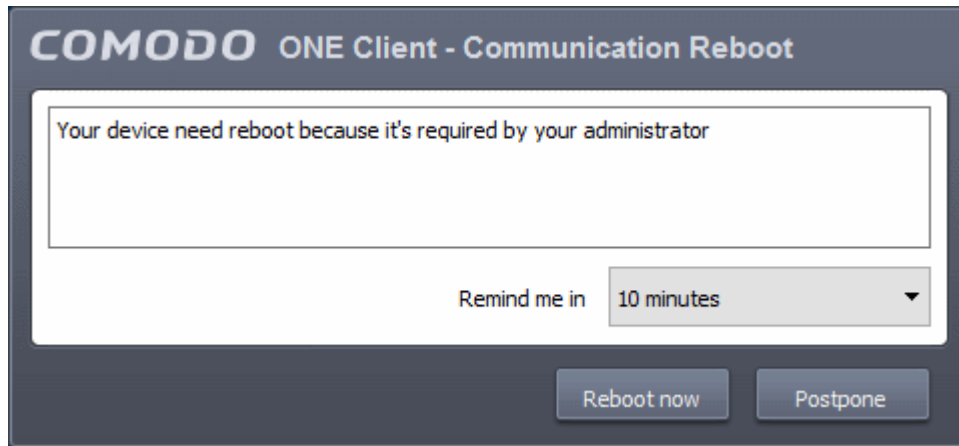 COMODO ONE Client - Communication Reboot
Your device need reboot because it's required by your administrator
Remind me in 10 minutes
Reboot now Postpone